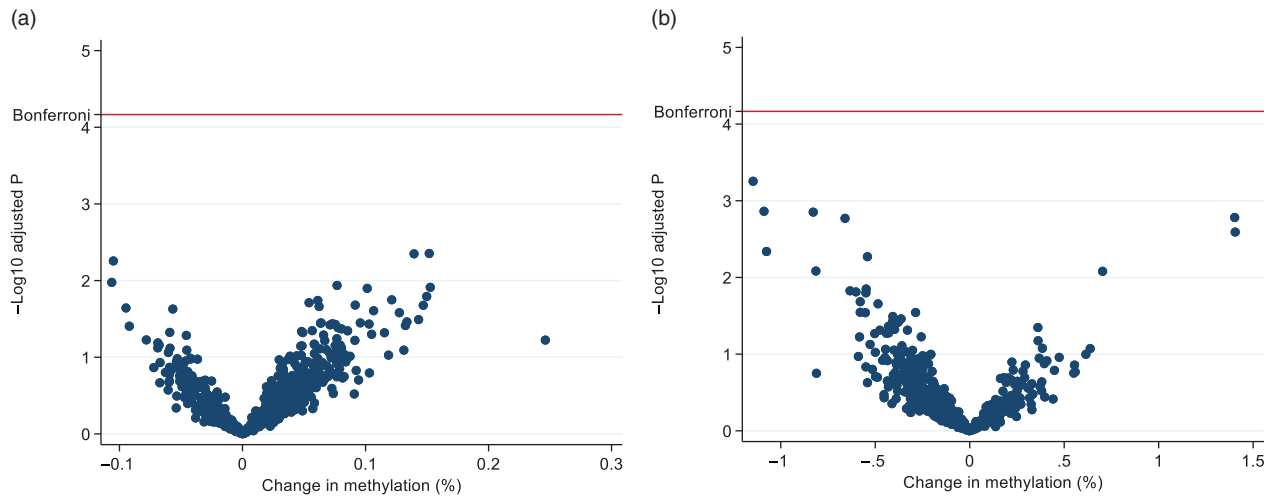 (a)
5
Bonferroni
4
3
2
1
0
−Log10 adjusted P
−0.1
0
0.1
0.2
0.3
Change in methylation (%)
(b)
5
Bonferroni
4
3
2
1
0
−Log10 adjusted P
−1
−.5
0
.5
1
1.5
Change in methylation (%)